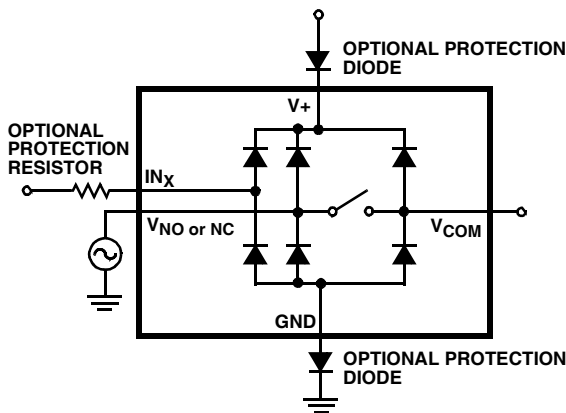 OPTIONAL PROTECTION
DIODE
V+
OPTIONAL
PROTECTION
RESISTOR
INX
VNO or NC
VCOM
GND
OPTIONAL PROTECTION
DIODE